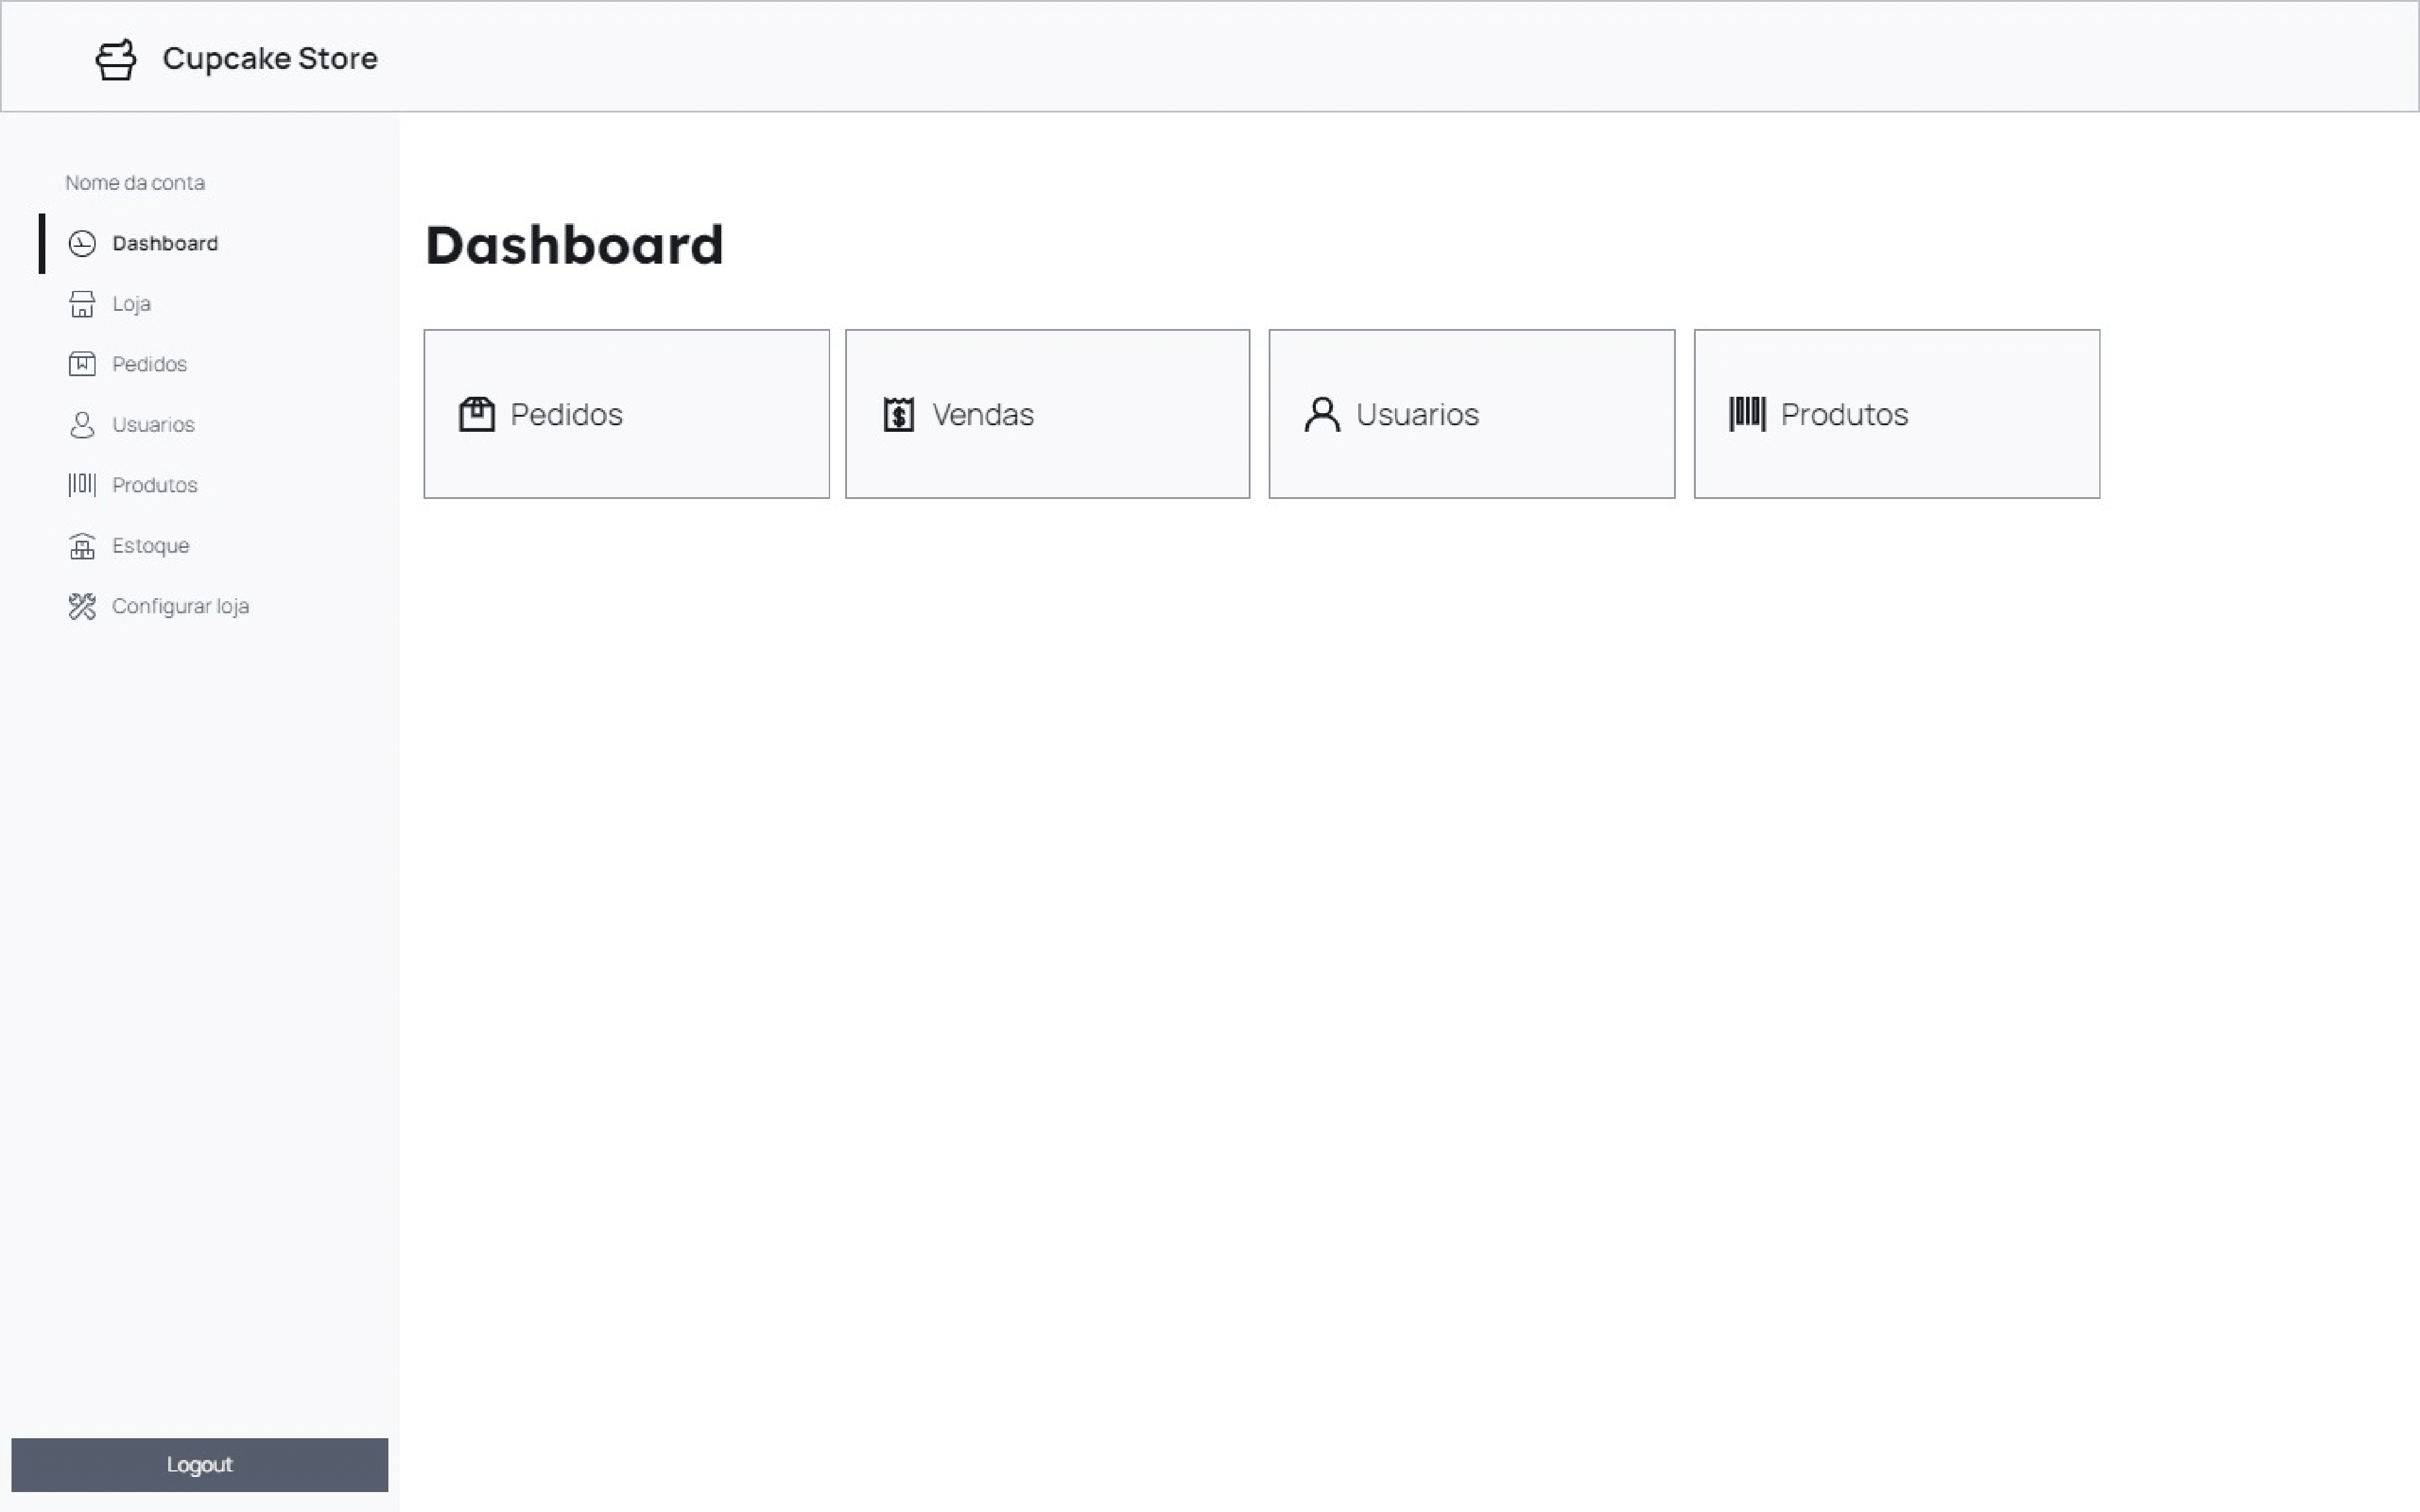 Cupcake Store
Nome da conta
Dashboard
Loja
Pedidos
Usuarios
Produtos
Estoque
Configurar loja
Logout
Dashboard
Pedidos
Vendas
Usuarios
Produtos